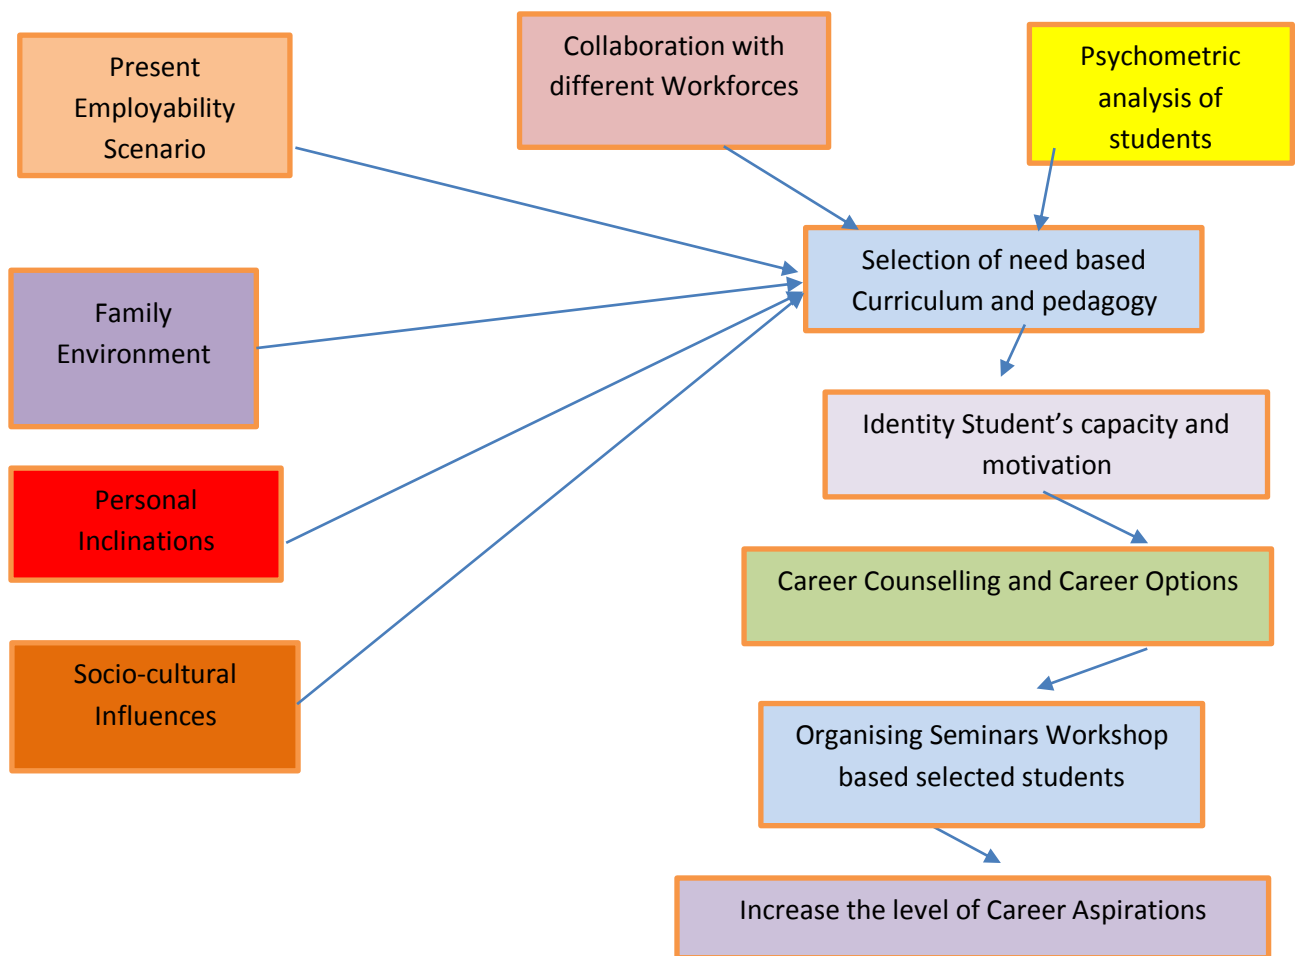 Present
Employability
Scenario
Collaboration with
different Workforces
Psychometric
analysis of
students
Selection of need based
Curriculum and pedagogy
Family
Environment
Identity Student’s capacity and
motivation
Personal
Inclinations
Career Counselling and Career Options
Socio-cultural
Influences
Organising Seminars Workshop
based selected students
Increase the level of Career Aspirations